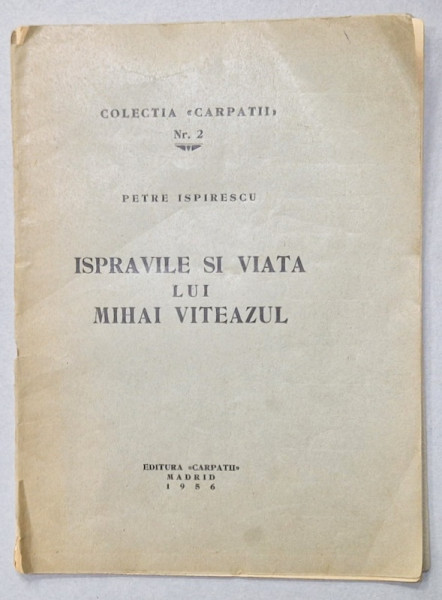 COLECTIA «CARPATII»
Nr. 2
PETRE ISPIRESCU
ISPRAVILE SI VIATA
LUI
MIHAI VITEAZUL
EDITURA «CARPATII»
MADRID
1956